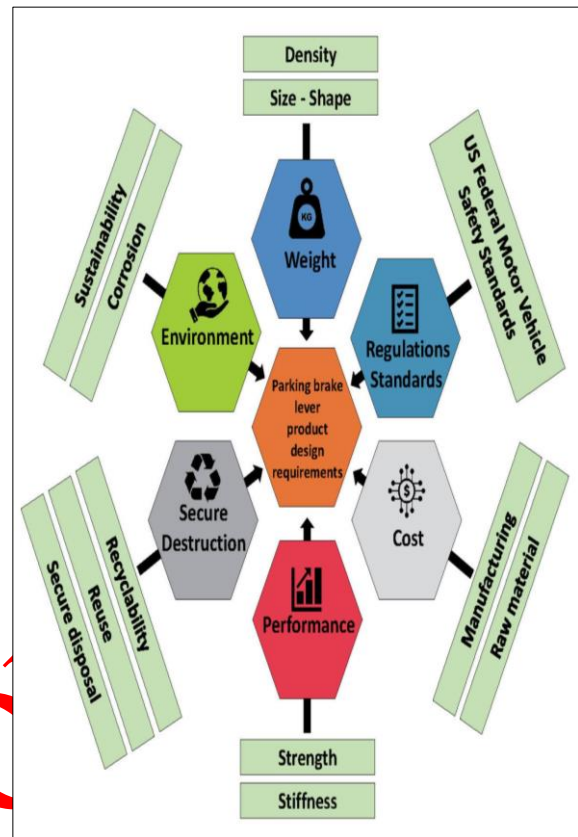 Density
Size - Shape
KG
Weight
Sustainability
Corrosion
Environment
US Federal Motor Vehicle
Safety Standards
Regulations
Standards
Parking brake
lever
product
design
requirements
Secure
Destruction
Recyclability
Reuse
Secure disposal
$
Cost
Manufacturing
Raw material
Performance
Strength
Stiffness